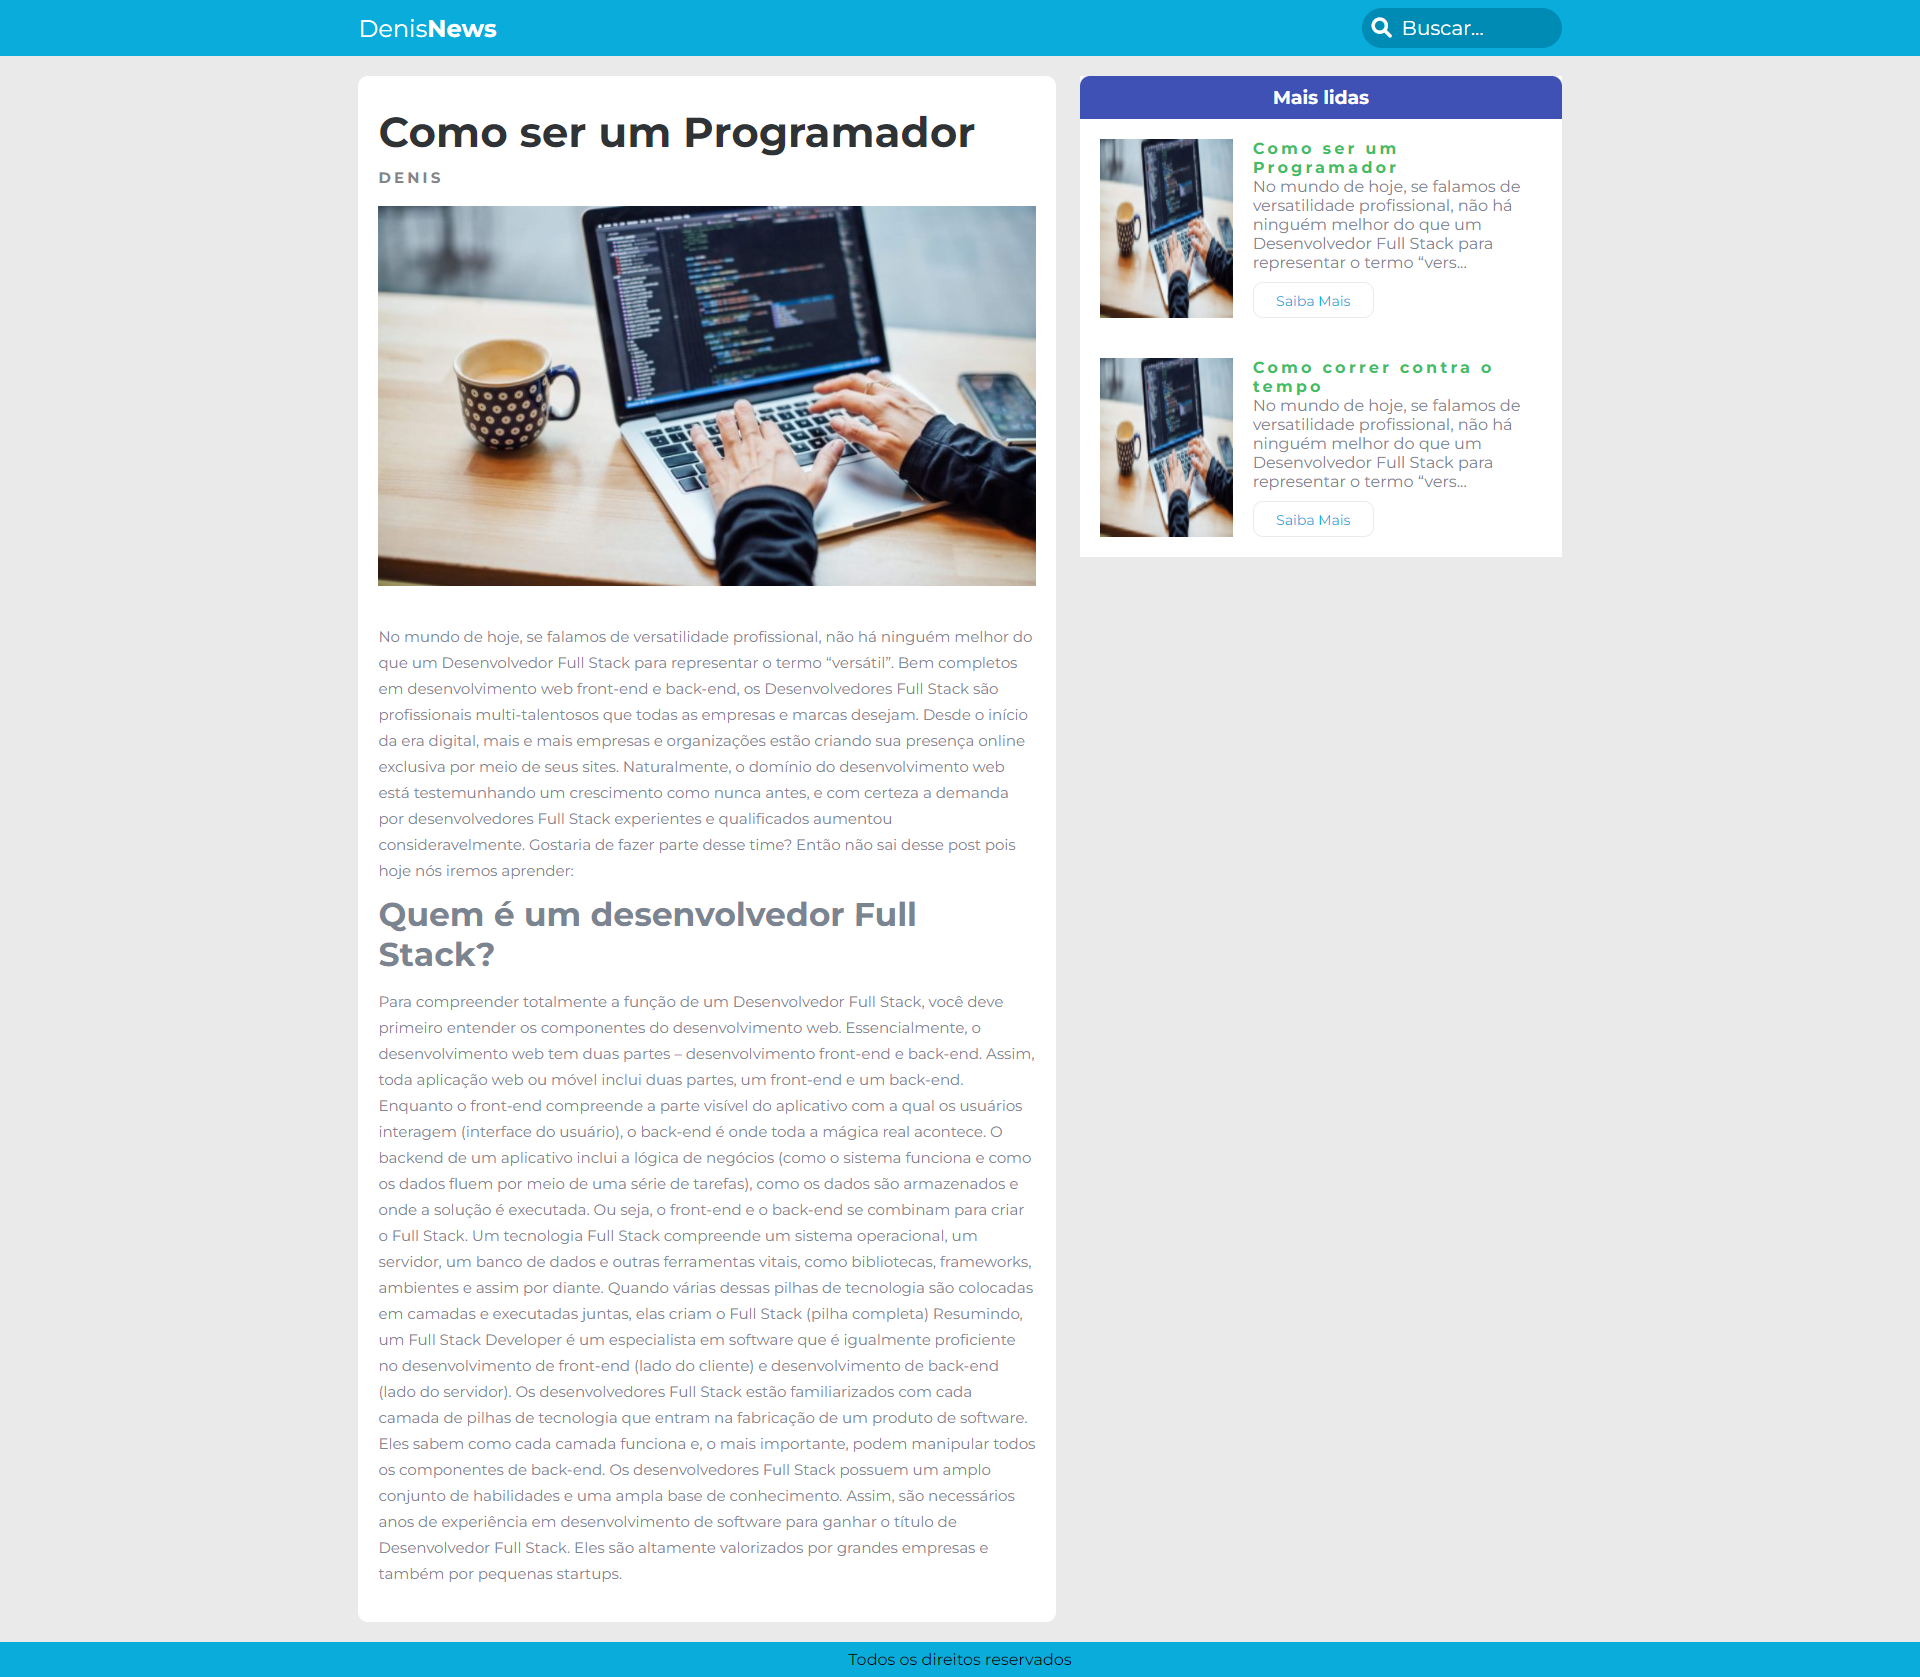 DenisNews
Buscar...
Como ser um Programador
DENIS
No mundo de hoje, se falamos de versatilidade profissional, não há ninguém melhor do
que um Desenvolvedor Full Stack para representar o termo “versátil”. Bem completos
em desenvolvimento web front-end e back-end, os Desenvolvedores Full Stack são
profissionais multi-talentosos que todas as empresas e marcas desejam. Desde o início
da era digital, mais e mais empresas e organizações estão criando sua presença online
exclusiva por meio de seus sites. Naturalmente, o domínio do desenvolvimento web
está testemunhando um crescimento como nunca antes, e com certeza a demanda
por desenvolvedores Full Stack experientes e qualificados aumentou
consideravelmente. Gostaria de fazer parte desse time? Então não sai desse post pois
hoje nós iremos aprender:
Quem é um desenvolvedor Full
Stack?
Para compreender totalmente a função de um Desenvolvedor Full Stack, você deve
primeiro entender os componentes do desenvolvimento web. Essencialmente, o
desenvolvimento web tem duas partes – desenvolvimento front-end e back-end. Assim,
toda aplicação web ou móvel inclui duas partes, um front-end e um back-end.
Enquanto o front-end compreende a parte visível do aplicativo com a qual os usuários
interagem (interface do usuário), o back-end é onde toda a mágica real acontece. O
backend de um aplicativo inclui a lógica de negócios (como o sistema funciona e como
os dados fluem por meio de uma série de tarefas), como os dados são armazenados e
onde a solução é executada. Ou seja, o front-end e o back-end se combinam para criar
o Full Stack. Um tecnologia Full Stack compreende um sistema operacional, um
servidor, um banco de dados e outras ferramentas vitais, como bibliotecas, frameworks,
ambientes e assim por diante. Quando várias dessas pilhas de tecnologia são colocadas
em camadas e executadas juntas, elas criam o Full Stack (pilha completa) Resumindo,
um Full Stack Developer é um especialista em software que é igualmente proficiente
no desenvolvimento de front-end (lado do cliente) e desenvolvimento de back-end
(lado do servidor). Os desenvolvedores Full Stack estão familiarizados com cada
camada de pilhas de tecnologia que entram na fabricação de um produto de software.
Eles sabem como cada camada funciona e, o mais importante, podem manipular todos
os componentes de back-end. Os desenvolvedores Full Stack possuem um amplo
conjunto de habilidades e uma ampla base de conhecimento. Assim, são necessários
anos de experiência em desenvolvimento de software para ganhar o título de
Desenvolvedor Full Stack. Eles são altamente valorizados por grandes empresas e
também por pequenas startups.
Mais lidas
Como ser um
Programador
No mundo de hoje, se falamos de
versatilidade profissional, não há
ninguém melhor do que um
Desenvolvedor Full Stack para
representar o termo “vers...
Saiba Mais
Como correr contra o
tempo
No mundo de hoje, se falamos de
versatilidade profissional, não há
ninguém melhor do que um
Desenvolvedor Full Stack para
representar o termo “vers...
Saiba Mais
Todos os direitos reservados